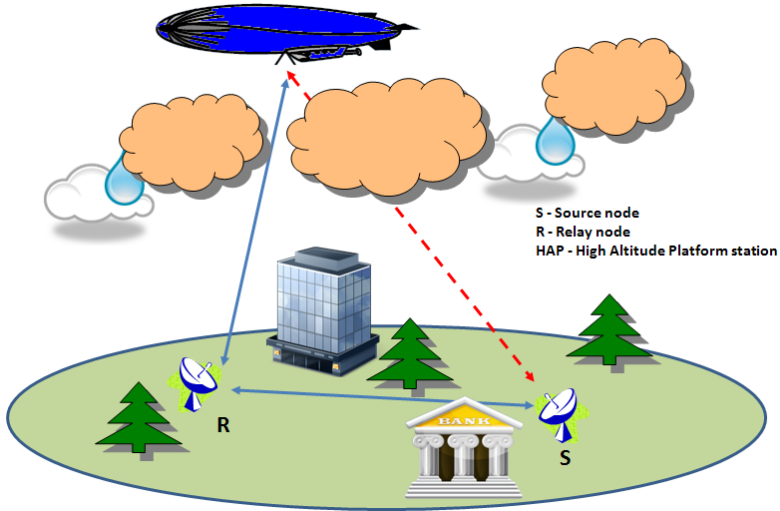 S - Source node
R - Relay node
HAP - High Altitude Platform station
R
BANK
S